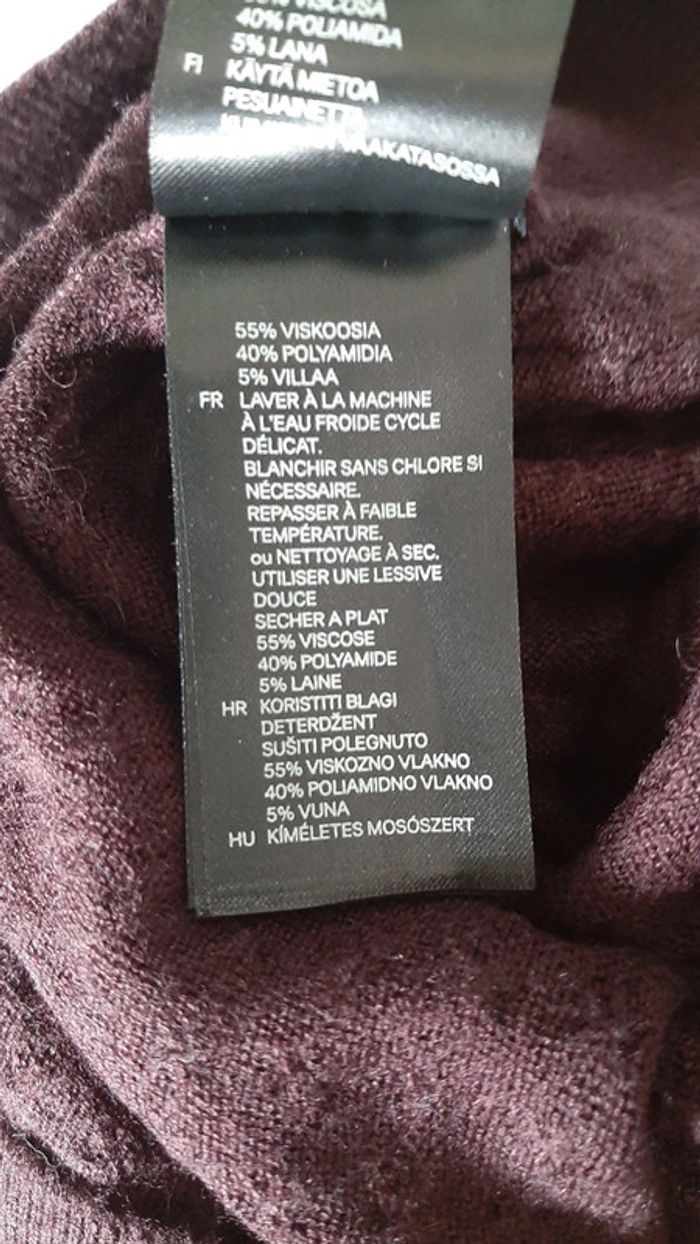 VISCOSA
40% POLIAMIDA
5% LANA
FI KÄYTÄ MIETOA
PESUAINETTA
VAAKATASOSSA
55% VISKOOSIA
40% POLYAMIDIA
5% VILLAA
FR LAVER À LA MACHINE
À L'EAU FROIDE CYCLE
DÉLICAT.
BLANCHIR SANS CHLORE SI
NÉCESSAIRE.
REPASSER À FAIBLE
TEMPÉRATURE.
ou NETTOYAGE À SEC.
UTILISER UNE LESSIVE
DOUCE
SECHER A PLAT
55% VISCOSE
40% POLYAMIDE
5% LAINE
HR KORISTITI BLAGI
DETERDŽENT
SUŠITI POLEGNUTO
55% VISKOZNO VLAKNO
40% POLIAMIDNO VLAKNO
5% VUNA
HU KÍMÉLETES MOSÓSZERT